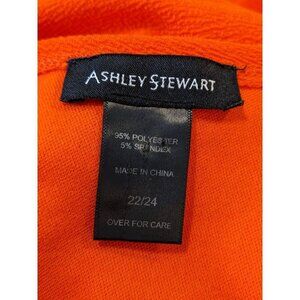 ASHLEY STEWART
95% POLYESTER
5% SPANDEX
MADE IN CHINA
22/24
OVER FOR CARE